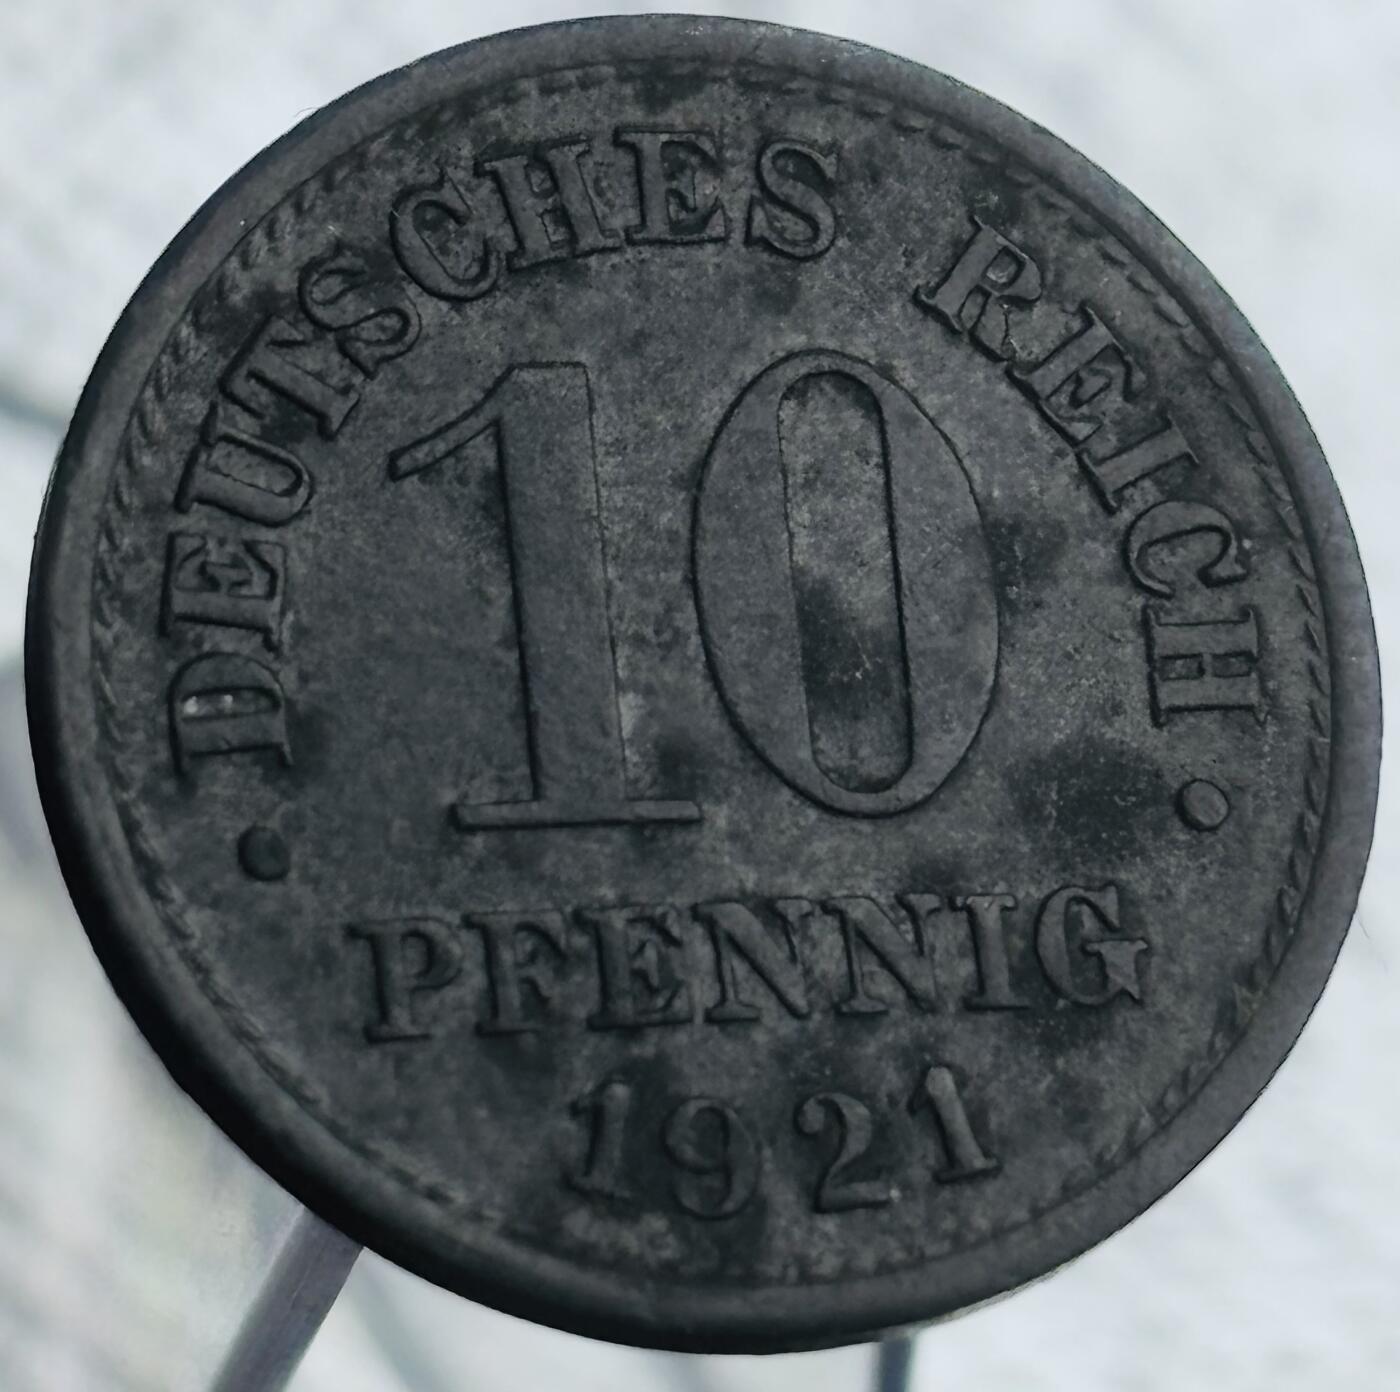 DEUTSCHES REICH
10
PFENNIG
1921